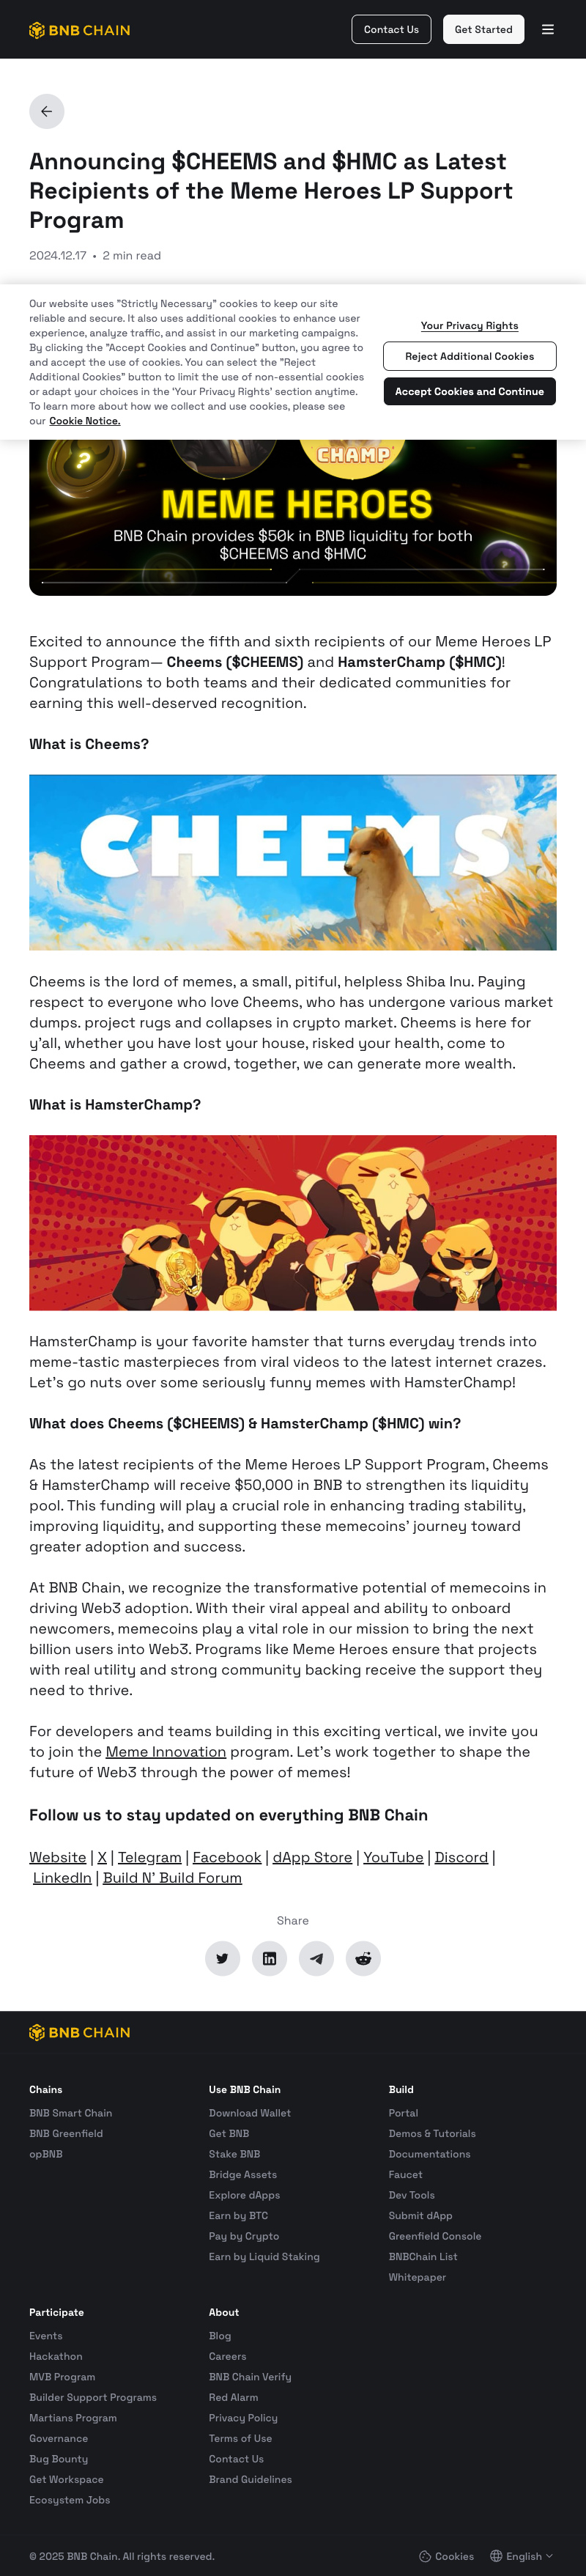 BNB CHAIN
Contact Us
Get Started
Announcing $CHEEMS and $HMC as Latest
Recipients of the Meme Heroes LP Support
Program
2024.12.17 • 2 min read
Our website uses "Strictly Necessary" cookies to keep our site
reliable and secure. It also uses additional cookies to enhance user
experience, analyze traffic, and assist in our marketing campaigns.
By clicking the "Accept Cookies and Continue" button, you agree to
and accept the use of cookies. You can select the "Reject
Additional Cookies" button to limit the use of non-essential cookies
or adapt your choices in the 'Your Privacy Rights' section anytime.
To learn more about how we collect and use cookies, please see
our Cookie Notice.
Your Privacy Rights
Reject Additional Cookies
Accept Cookies and Continue
CHAMP
MEME HEROES
BNB Chain provides $50k in BNB liquidity for both
$CHEEMS and $HMC
Excited to announce the fifth and sixth recipients of our Meme Heroes LP
Support Program— Cheems ($CHEEMS) and HamsterChamp ($HMC)!
Congratulations to both teams and their dedicated communities for
earning this well-deserved recognition.
What is Cheems?
CHEEMS
Cheems is the lord of memes, a small, pitiful, helpless Shiba Inu. Paying
respect to everyone who love Cheems, who has undergone various market
dumps. project rugs and collapses in crypto market. Cheems is here for
y'all, whether you have lost your house, risked your health, come to
Cheems and gather a crowd, together, we can generate more wealth.
What is HamsterChamp?
HamsterChamp is your favorite hamster that turns everyday trends into
meme-tastic masterpieces from viral videos to the latest internet crazes.
Let's go nuts over some seriously funny memes with HamsterChamp!
What does Cheems ($CHEEMS) & HamsterChamp ($HMC) win?
As the latest recipients of the Meme Heroes LP Support Program, Cheems
& HamsterChamp will receive $50,000 in BNB to strengthen its liquidity
pool. This funding will play a crucial role in enhancing trading stability,
improving liquidity, and supporting these memecoins' journey toward
greater adoption and success.
At BNB Chain, we recognize the transformative potential of memecoins in
driving Web3 adoption. With their viral appeal and ability to onboard
newcomers, memecoins play a vital role in our mission to bring the next
billion users into Web3. Programs like Meme Heroes ensure that projects
with real utility and strong community backing receive the support they
need to thrive.
For developers and teams building in this exciting vertical, we invite you
to join the Meme Innovation program. Let's work together to shape the
future of Web3 through the power of memes!
Follow us to stay updated on everything BNB Chain
Website | X | Telegram | Facebook | dApp Store | YouTube | Discord |
LinkedIn | Build N' Build Forum
Share
BNB CHAIN
Chains
BNB Smart Chain
BNB Greenfield
opBNB
Use BNB Chain
Download Wallet
Get BNB
Stake BNB
Bridge Assets
Explore dApps
Earn by BTC
Pay by Crypto
Earn by Liquid Staking
Build
Portal
Demos & Tutorials
Documentations
Faucet
Dev Tools
Submit dApp
Greenfield Console
BNBChain List
Whitepaper
Participate
Events
Hackathon
MVB Program
Builder Support Programs
Martians Program
Governance
Bug Bounty
Get Workspace
Ecosystem Jobs
About
Blog
Careers
BNB Chain Verify
Red Alarm
Privacy Policy
Terms of Use
Contact Us
Brand Guidelines
© 2025 BNB Chain. All rights reserved.
Cookies
English